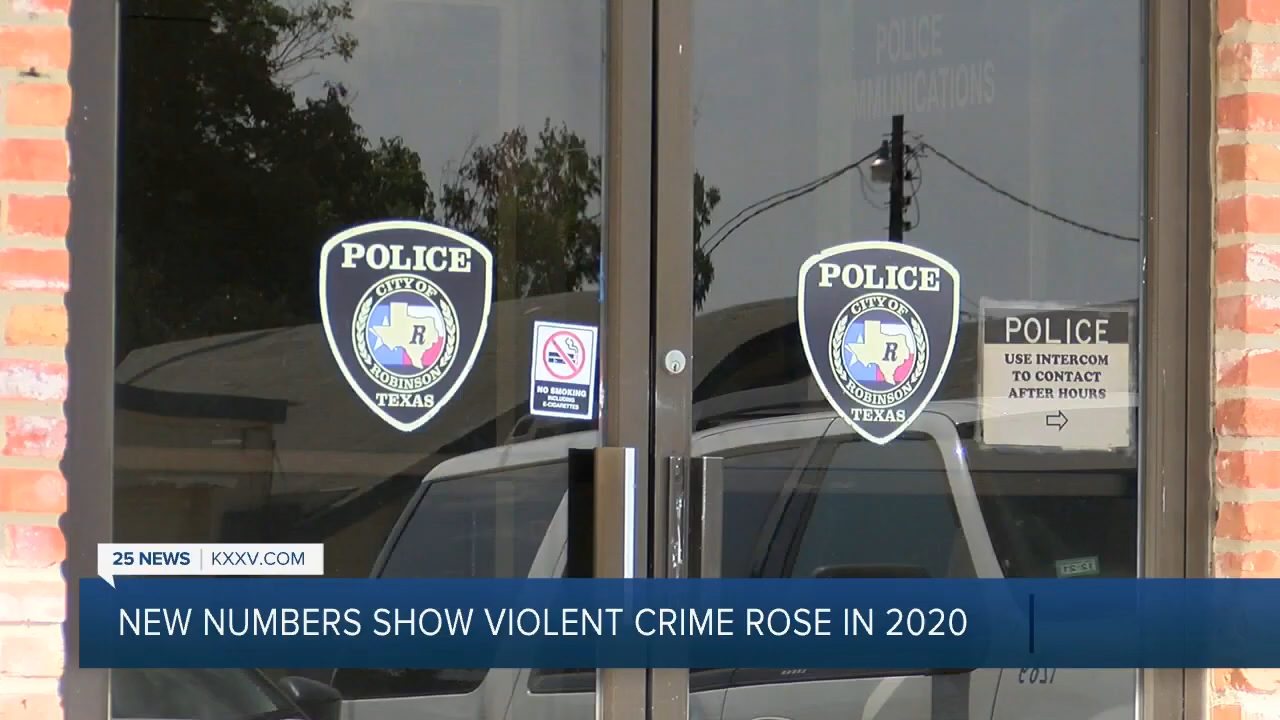 POLICE
COMMUNICATIONS
POLICE
CITY OF
R
ROBINSON
TEXAS
NO SMOKING
INCLUDING
E-CIGARETTES
POLICE
CITY OF
R
ROBINSON
TEXAS
POLICE
USE INTERCOM
TO CONTACT
AFTER HOURS
25 NEWS | KXXV.COM
NEW NUMBERS SHOW VIOLENT CRIME ROSE IN 2020